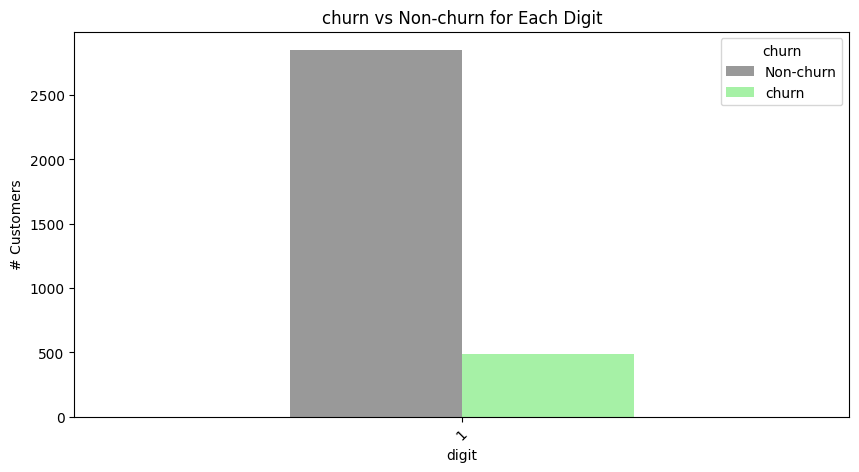 churn vs Non-churn for Each Digit
churn
Non-churn
churn
2500
2000
1500
1000
500
0
# Customers
1
digit